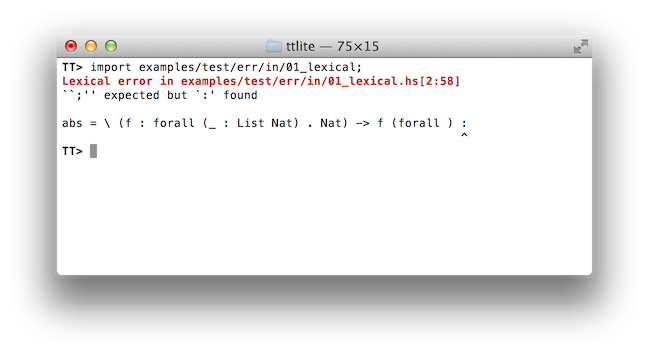 ttlite — 75×15
TT> import examples/test/err/in/01_lexical;
Lexical error in examples/test/err/in/01_lexical.hs[2:58]
``;'' expected but `:' found
abs = \ (f : forall (_ : List Nat) . Nat) -> f (forall ) :
^
TT>